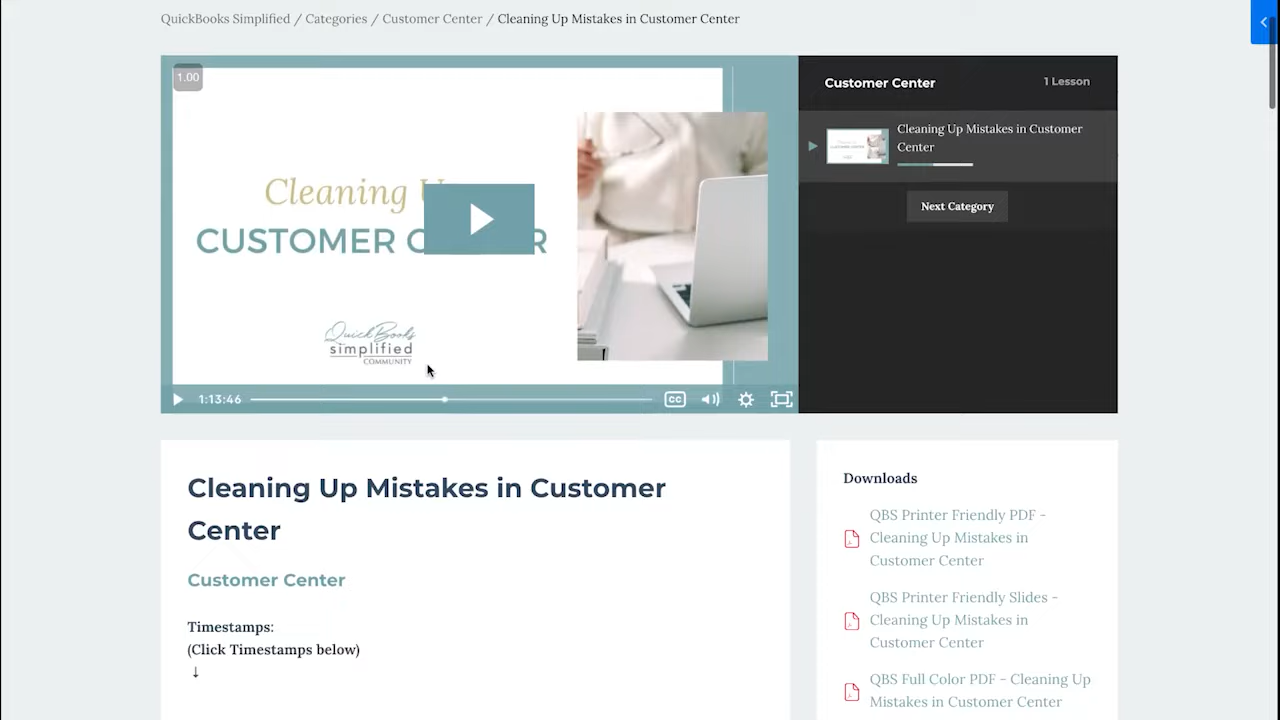 QuickBooks Simplified / Categories / Customer Center / Cleaning Up Mistakes in Customer Center
1.00
Cleaning
CUSTOMER
QuickBooks
simplified
COMMUNITY
1:13:46
CC
Customer Center
1 Lesson
Cleaning Up Mistakes in Customer
Center
Next Category
Cleaning Up Mistakes in Customer
Center
Customer Center
Timestamps:
(Click Timestamps below)
↓
Downloads
QBS Printer Friendly PDF -
Cleaning Up Mistakes in
Customer Center
QBS Printer Friendly Slides -
Cleaning Up Mistakes in
Customer Center
QBS Full Color PDF - Cleaning Up
Mistakes in Customer Center